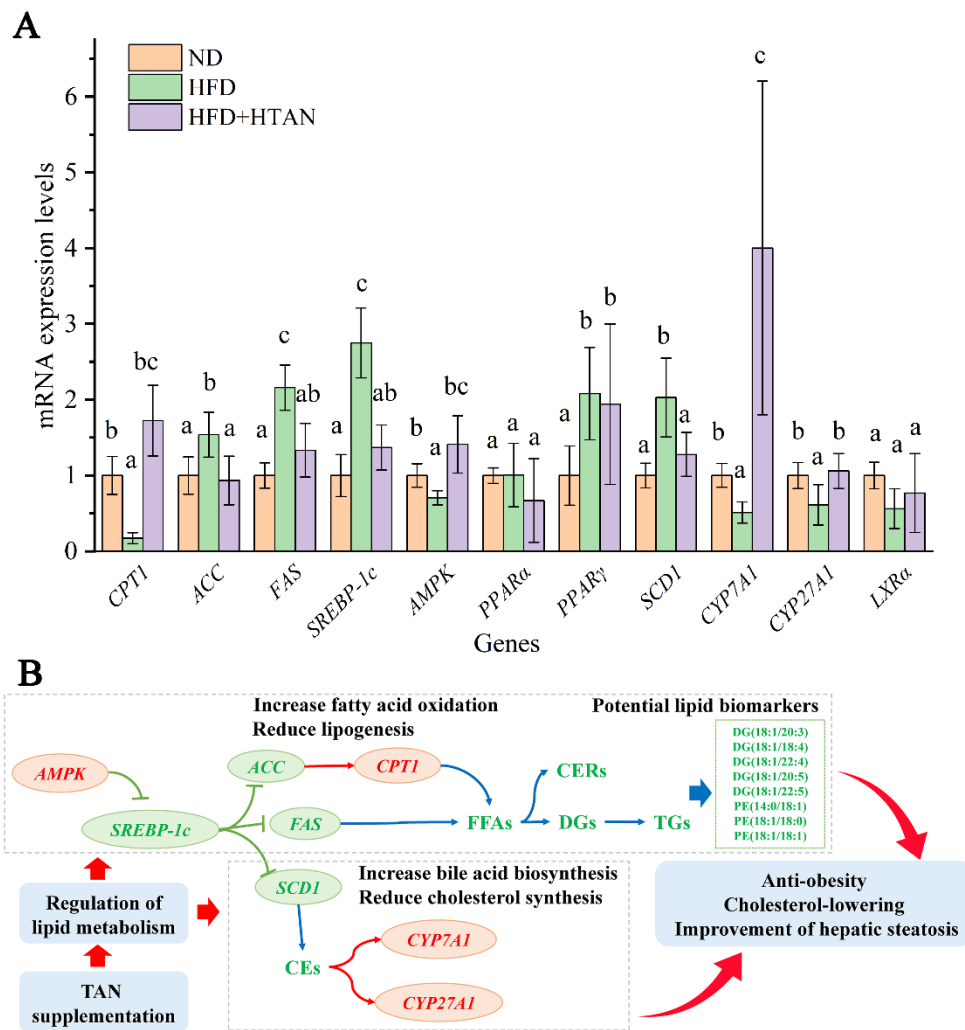 A
ND
HFD
HFD+HTAN
mRNA expression levels
6
5
4
3
2
1
0
b a bc
a b a
a c ab
a c ab
b a bc
a a a
a b b
a b a
b a c
b a b
a a a
CPT1 ACC FAS SREBP-1c AMPK PPARα PPARγ SCD1 CYP7A1 CYP27A1 LXRα
Genes
B
Increase fatty acid oxidation
Reduce lipogenesis
Potential lipid biomarkers
AMPK
SREBP-1c
ACC
CPT1
FAS
FFAs
CERs
DGs
TGs
DG(18:1/20:3)
DG(18:1/18:4)
DG(18:1/22:4)
DG(18:1/20:5)
DG(18:1/22:5)
PE(14:0/18:1)
PE(18:1/18:0)
PE(18:1/18:1)
Regulation of
lipid metabolism
TAN
supplementation
SCD1
Increase bile acid biosynthesis
Reduce cholesterol synthesis
CEs
CYP7A1
CYP27A1
Anti-obesity
Cholesterol-lowering
Improvement of hepatic steatosis